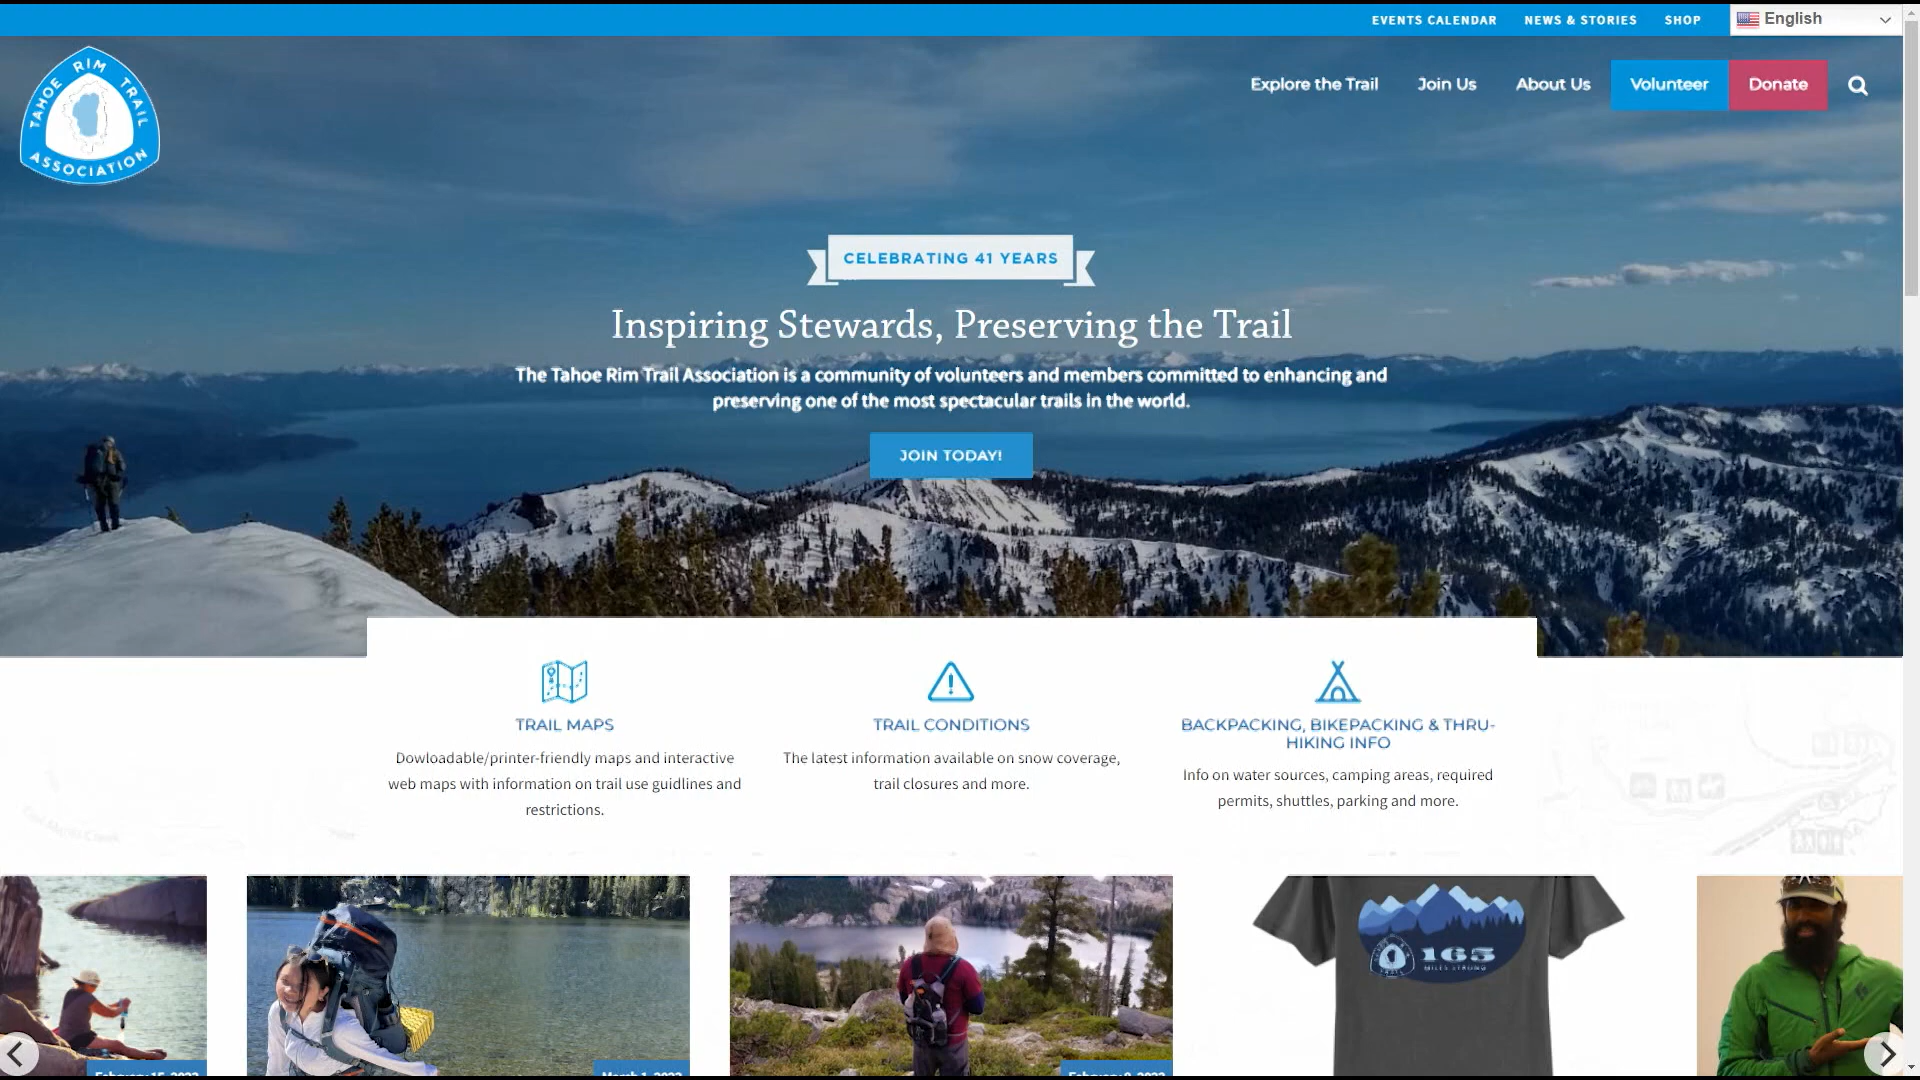 EVENTS CALENDAR NEWS & STORIES SHOP English
TAHOE RIM TRAIL ASSOCIATION
Explore the Trail Join Us About Us Volunteer Donate
CELEBRATING 41 YEARS
Inspiring Stewards, Preserving the Trail
The Tahoe Rim Trail Association is a community of volunteers and members committed to enhancing and
preserving one of the most spectacular trails in the world.
JOIN TODAY!
TRAIL MAPS
Dowloadable/printer-friendly maps and interactive
web maps with information on trail use guidlines and
restrictions.
TRAIL CONDITIONS
The latest information available on snow coverage,
trail closures and more.
BACKPACKING, BIKEPACKING & THRU-
HIKING INFO
Info on water sources, camping areas, required
permits, shuttles, parking and more.
165
MILES STRONG
February 15, 2023
March 1, 2023